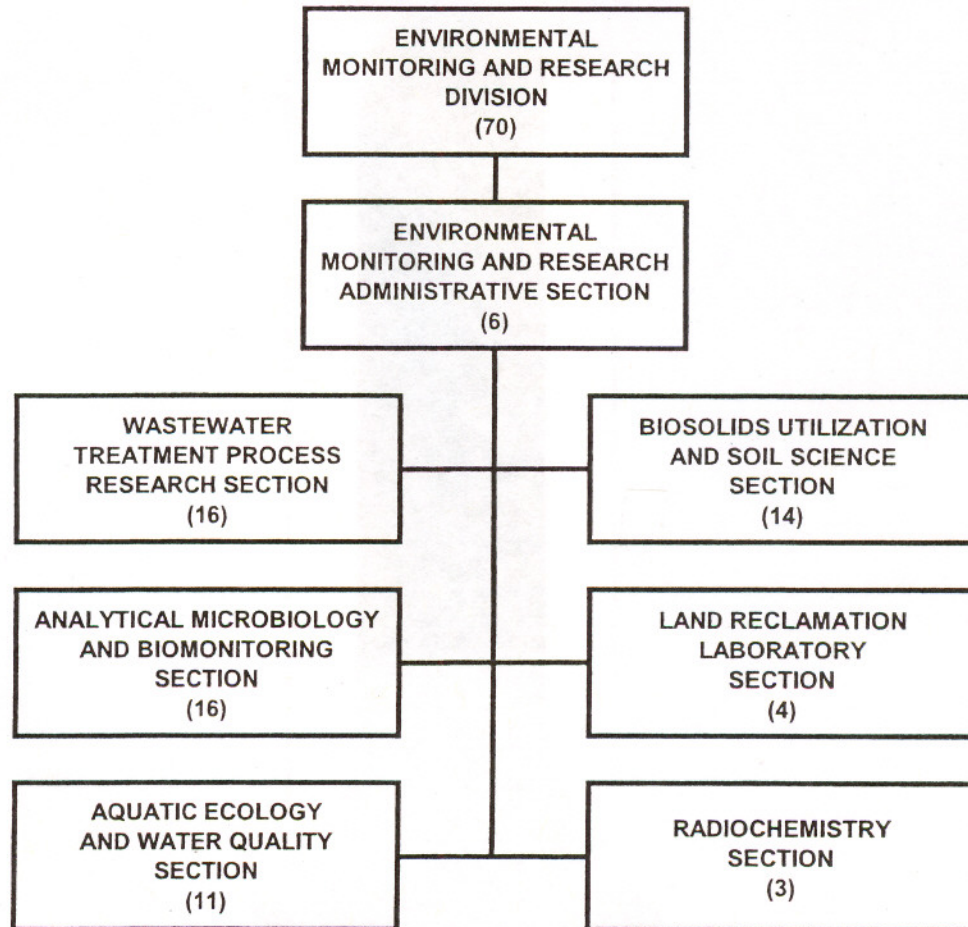 ENVIRONMENTAL
MONITORING AND RESEARCH
DIVISION
(70)
ENVIRONMENTAL
MONITORING AND RESEARCH
ADMINISTRATIVE SECTION
(6)
WASTEWATER
TREATMENT PROCESS
RESEARCH SECTION
(16)
BIOSOLIDS UTILIZATION
AND SOIL SCIENCE
SECTION
(14)
ANALYTICAL MICROBIOLOGY
AND BIOMONITORING
SECTION
(16)
LAND RECLAMATION
LABORATORY
SECTION
(4)
AQUATIC ECOLOGY
AND WATER QUALITY
SECTION
(11)
RADIOCHEMISTRY
SECTION
(3)